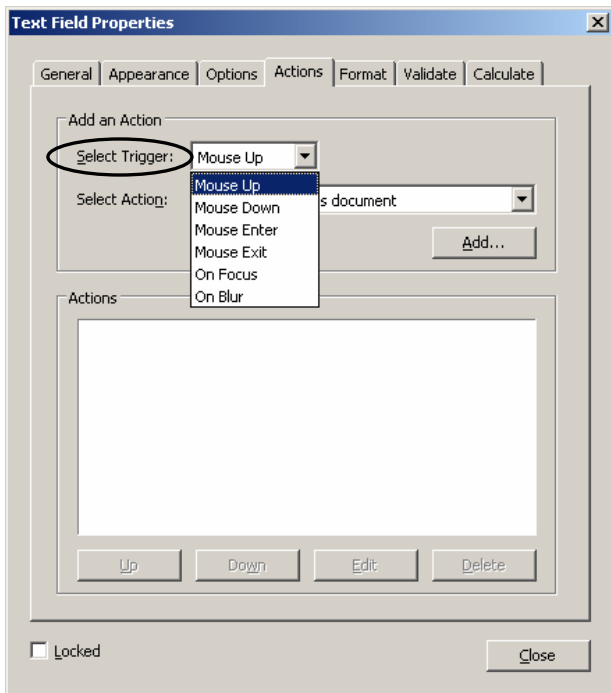 Text Field Properties
General Appearance Options Actions Format Validate Calculate
Add an Action
Select Trigger: Mouse Up
Mouse Up
Select Action: s document
Mouse Down
Mouse Enter
Add...
Mouse Exit
On Focus
On Blur
Actions
Up Down Edit Delete
Locked
Close